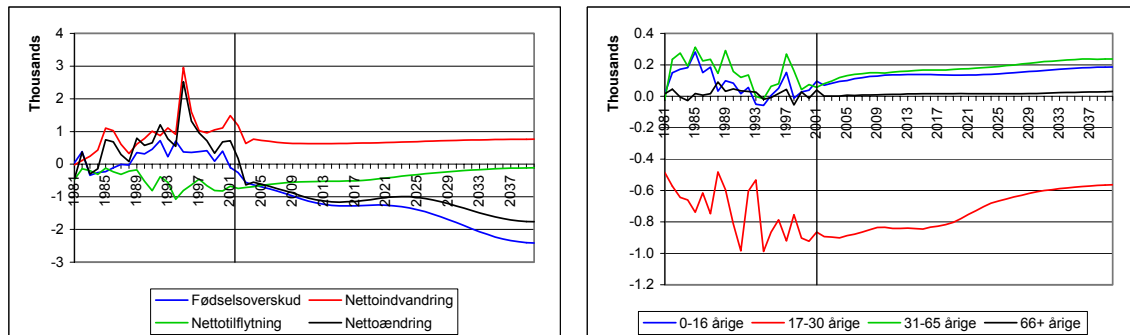 Thousands
4
3
2
1
0
-1
-2
-3
1981 1985 1989 1993 1997 2001 2005 2009 2013 2017 2021 2025 2029 2033 2037
Fødselsoverskud Nettoindvandring
Nettotilflytning Nettoændring
Thousands
0.4
0.2
0.0
-0.2
-0.4
-0.6
-0.8
-1.0
-1.2
1981 1985 1989 1993 1997 2001 2005 2009 2013 2017 2021 2025 2029 2033 2037
0-16 årige 17-30 årige 31-65 årige 66+ årige